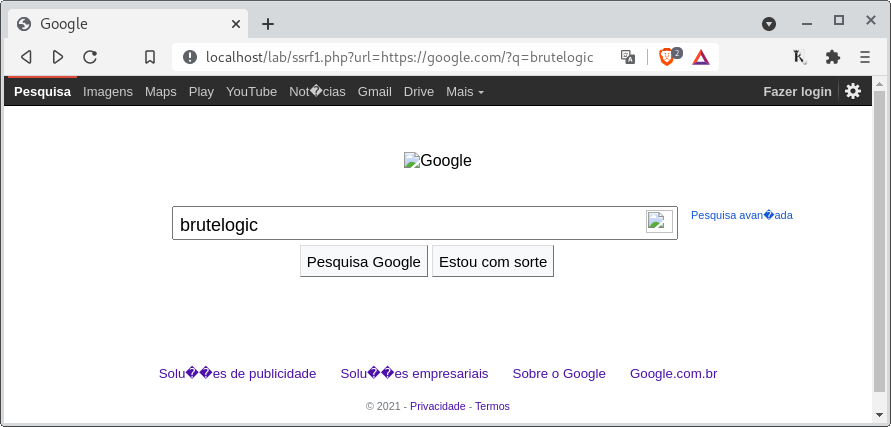 Google
localhost/lab/ssrf1.php?url=https://google.com/?q=brutelogic
2
Pesquisa Imagens Maps Play YouTube Not�cias Gmail Drive Mais Fazer login
Google
brutelogic
Pesquisa avan�ada
Pesquisa Google Estou com sorte
Solu��es de publicidade Solu��es empresariais Sobre o Google Google.com.br
© 2021 - Privacidade - Termos